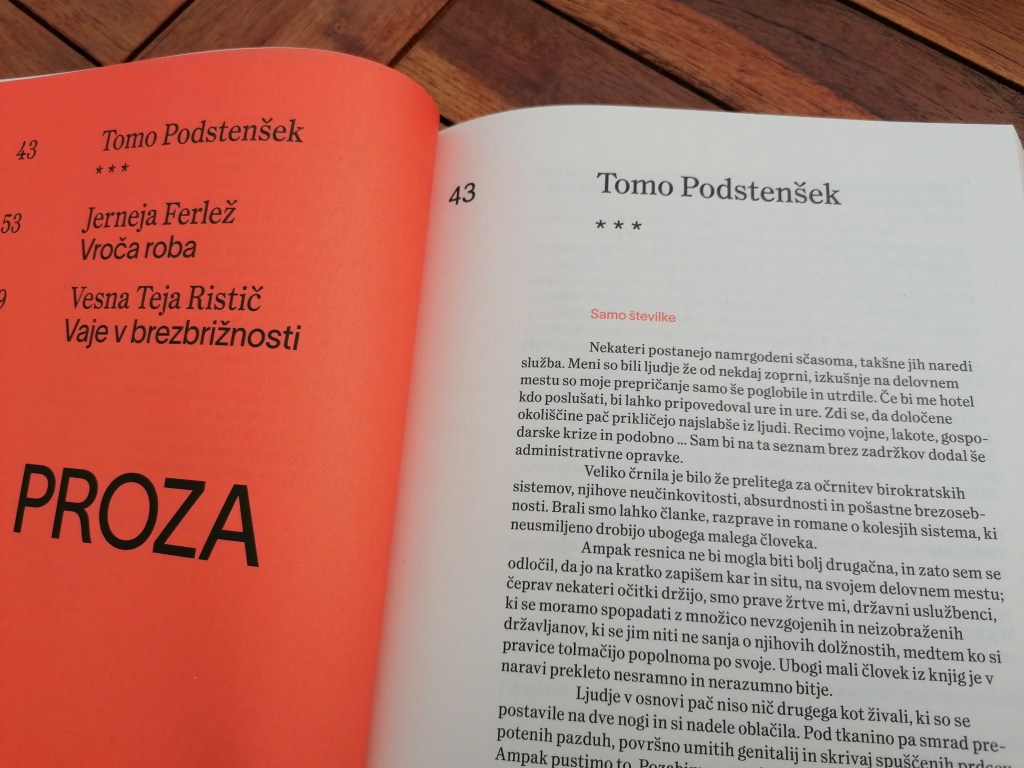 43 Tomo Podstenšek
* * *
53 Jerneja Ferlež
Vroča roba
9 Vesna Teja Ristič
Vaje v brezbrižnosti
PROZA
43 Tomo Podstenšek
* * *
Samo številke
Nekateri postanejo namrgodeni sčasoma, takšne jih naredi
služba. Meni so bili ljudje že od nekdaj zoprni, izkušnje na delovnem
mestu so moje prepričanje samo še poglobile in utrdile. Če bi me hotel
kdo poslušati, bi lahko pripovedoval ure in ure. Zdi se, da določene
okoliščine pač prikličejo najslabše iz ljudi. Recimo vojne, lakote, gospo-
darske krize in podobno ... Sam bi na ta seznam brez zadržkov dodal še
administrativne opravke.
Veliko črnila je bilo že prelitega za očrnitev birokratskih
sistemov, njihove neučinkovitosti, absurdnosti in pošastne brezoseb-
nosti. Brali smo lahko članke, razprave in romane o kolesjih sistema, ki
neusmiljeno drobijo ubogega malega človeka.
Ampak resnica ne bi mogla biti bolj drugačna, in zato sem se
odločil, da jo na kratko zapišem kar in situ, na svojem delovnem mestu;
čeprav nekateri očitki držijo, smo prave žrtve mi, državni uslužbenci,
ki se moramo spopadati z množico nevzgojenih in neizobraženih
državljanov, ki se jim niti ne sanja o njihovih dolžnostih, medtem ko si
pravice tolmačijo popolnoma po svoje. Ubogi mali človek iz knjig je v
naravi prekleto nesramno in nerazumno bitje.
Ljudje v osnovi pač niso nič drugega kot živali, ki so se
postavile na dve nogi in si nadele oblačila. Pod tkanino pa smrad pre-
potenih pazduh, površno umitih genitalij in skrivaj spuščenih prdcev
Ampak pustimo to.